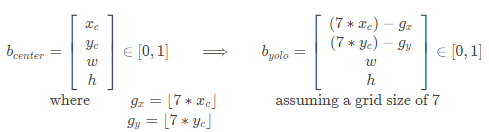 b_center = [ x_c y_c w h ] ∈ [0, 1] ⟹ b_yolo = [ (7 * x_c) − g_x (7 * y_c) − g_y w h ] ∈ [0, 1]
where g_x = ⌊7 * x_c⌋ assuming a grid size of 7
g_y = ⌊7 * y_c⌋